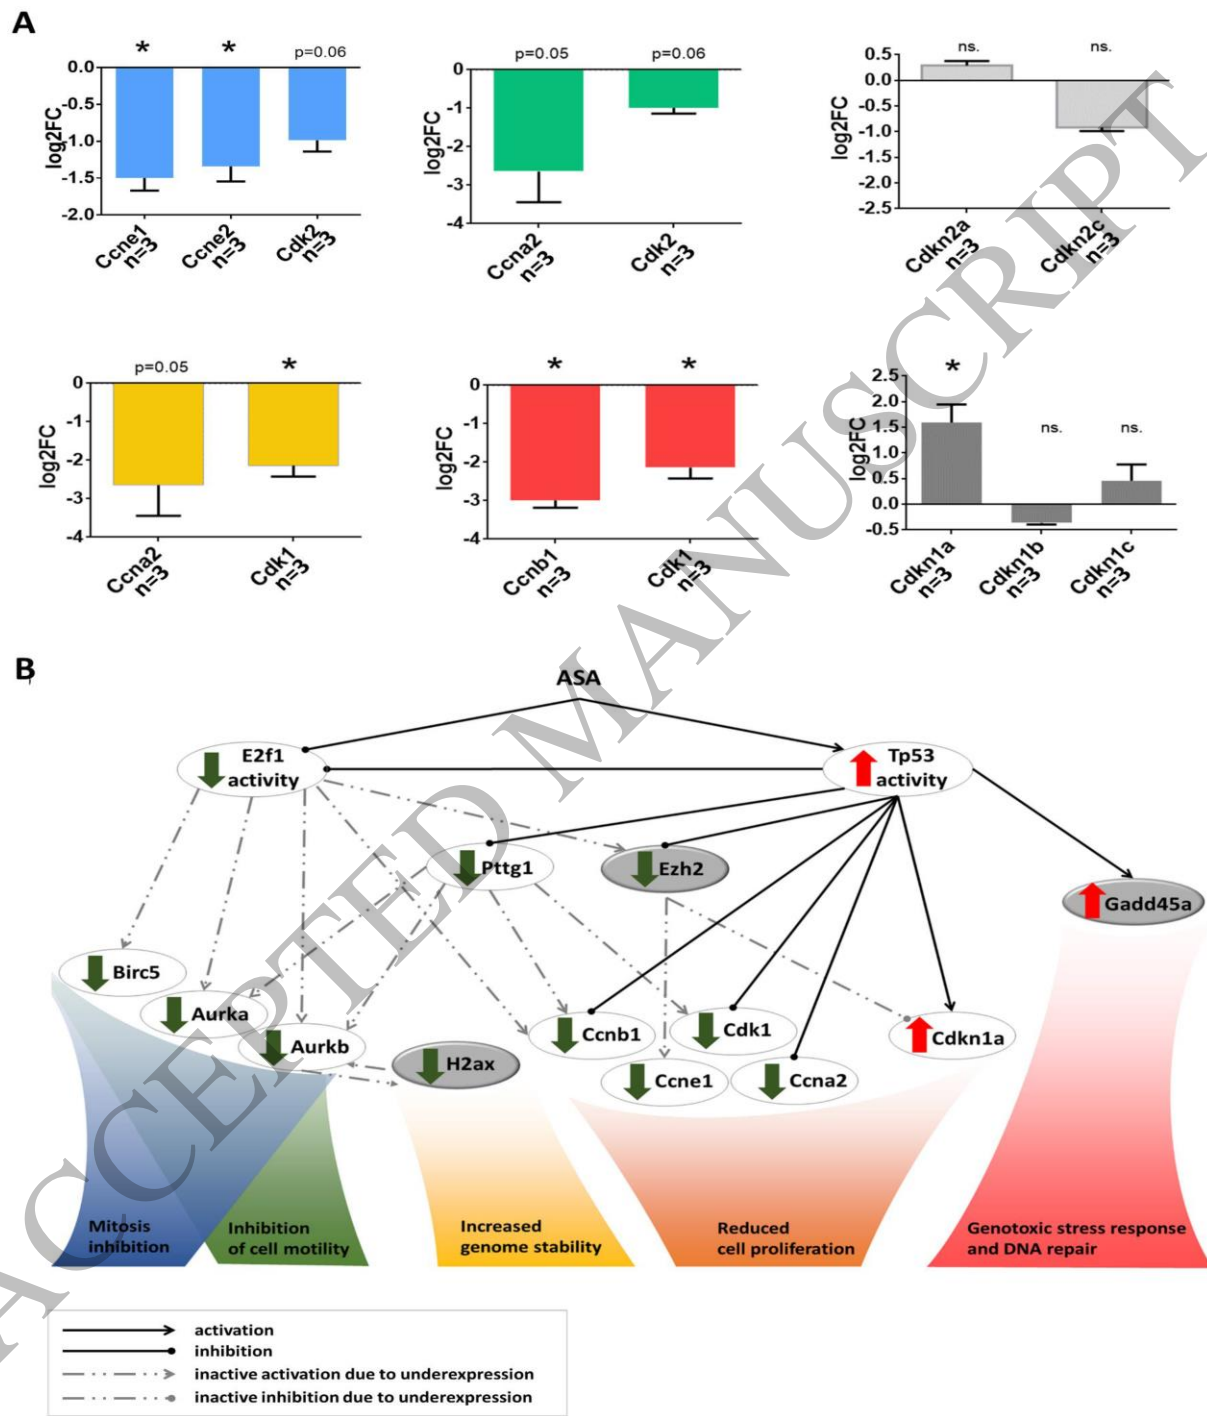 A
* * p=0.06
0.0
-0.5
-1.0
-1.5
-2.0
log2FC
Ccne1 n=3
Ccne2 n=3
Cdk2 n=3
p=0.05 p=0.06
0
-1
-2
-3
-4
log2FC
Ccna2 n=3
Cdk2 n=3
ns. ns.
0.5
0.0
-0.5
-1.0
-1.5
-2.0
-2.5
log2FC
Cdkn2a n=3
Cdkn2c n=3
p=0.05 *
0
-1
-2
-3
-4
log2FC
Ccna2 n=3
Cdk1 n=3
* *
0
-1
-2
-3
-4
log2FC
Ccnb1 n=3
Cdk1 n=3
* ns. ns.
2.5
2.0
1.5
1.0
0.5
0.0
-0.5
log2FC
Cdkn1a n=3
Cdkn1b n=3
Cdkn1c n=3
B
ASA
E2f1
activity
Tp53
activity
Pttg1
Ezh2
Gadd45a
Birc5
Aurka
Aurkb
H2ax
Ccnb1
Cdk1
Cdkn1a
Ccne1
Ccna2
Mitosis
inhibition
Inhibition
of cell motility
Increased
genome stability
Reduced
cell proliferation
Genotoxic stress response
and DNA repair
activation
inhibition
inactive activation due to underexpression
inactive inhibition due to underexpression
ACCEPTED MANUSCRIPT